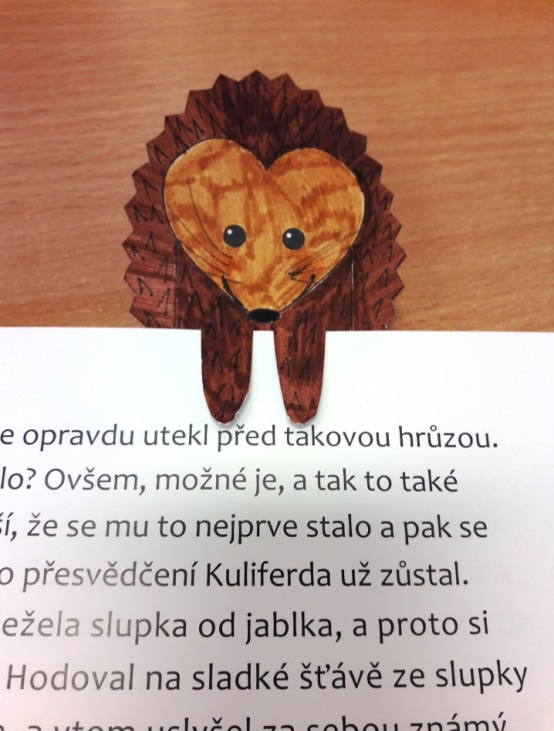 e opravdu utekl před takovou hrůzou.
lo? Ovšem, možné je, a tak to také
ší, že se mu to nejprve stalo a pak se
o přesvědčení Kuliferda už zůstal.
ežela slupka od jablka, a proto si
Hodoval na sladké šťávě ze slupky
a vtom uslyšel za sebou známý